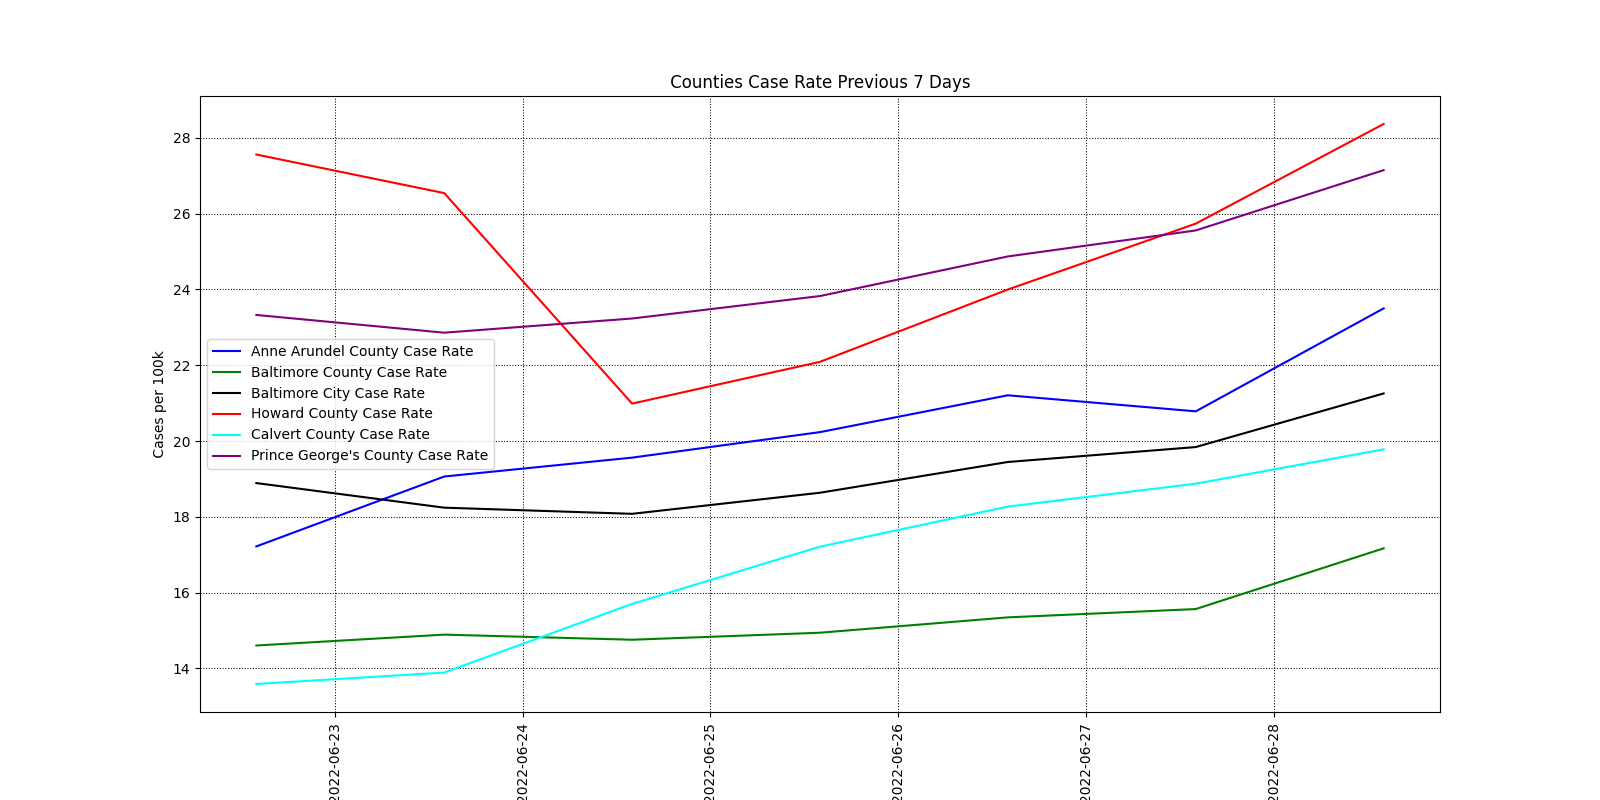 Counties Case Rate Previous 7 Days
Cases per 100k
28
26
24
22
20
18
16
14
Anne Arundel County Case Rate
Baltimore County Case Rate
Baltimore City Case Rate
Howard County Case Rate
Calvert County Case Rate
Prince George's County Case Rate
2022-06-23
2022-06-24
2022-06-25
2022-06-26
2022-06-27
2022-06-28